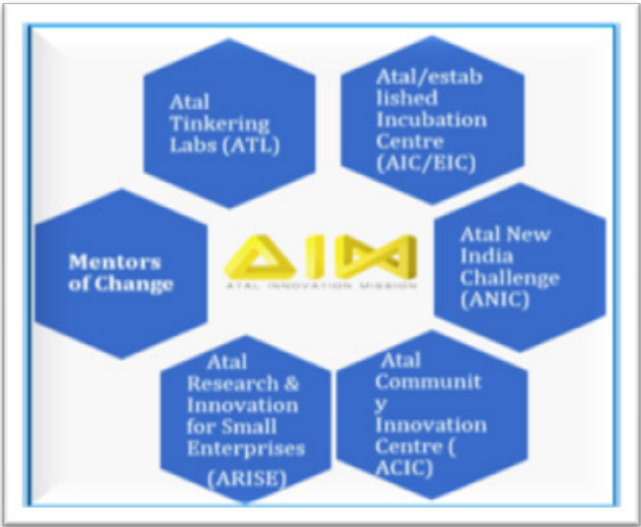 Atal
Tinkering
Labs (ATL)
Atal/estab
lished
Incubation
Centre
(AIC/EIC)
Mentors
of Change
AIM
ATAL INNOVATION MISSION
Atal New
India
Challenge
(ANIC)
Atal
Research &
Innovation
for Small
Enterprises
(ARISE)
Atal
Communit
y
Innovation
Centre (
ACIC)